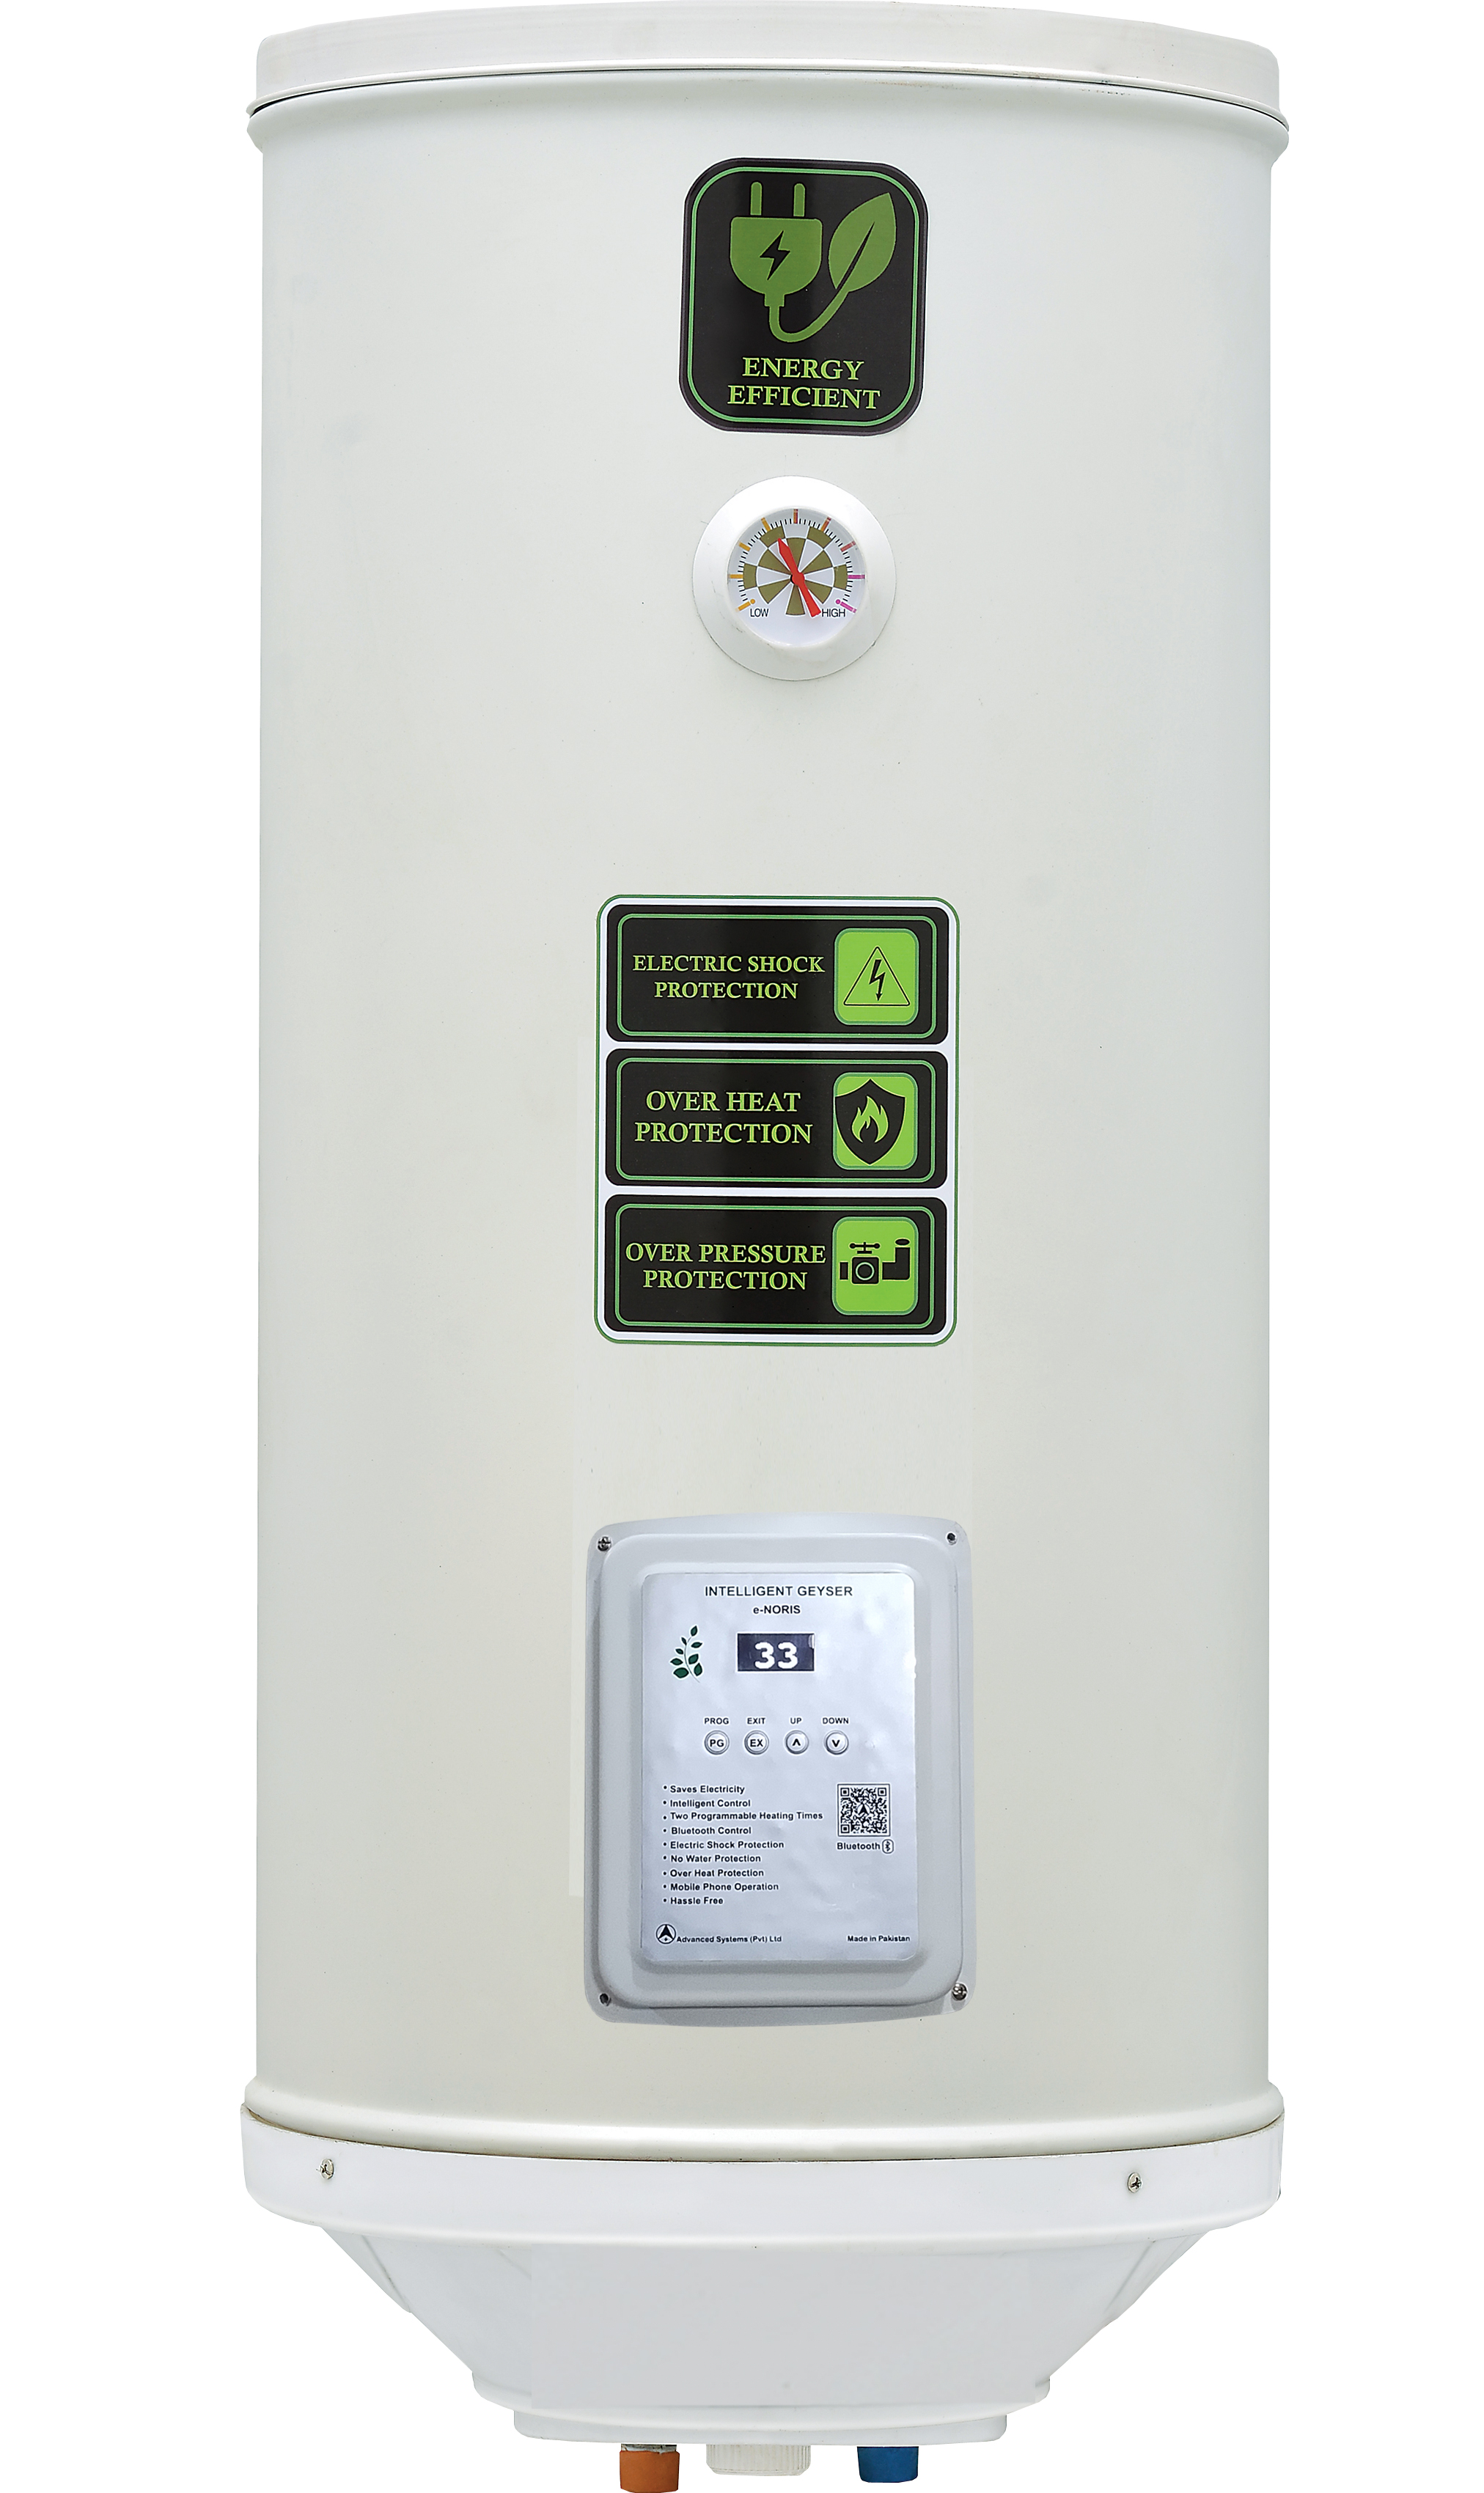 ENERGY
EFFICIENT
LOW
HIGH
ELECTRIC SHOCK
PROTECTION
OVER HEAT
PROTECTION
OVER PRESSURE
PROTECTION
INTELLIGENT GEYSER
e-NORIS
33
PROG EXIT UP DOWN
PG EX
• Saves Electricity
• Intelligent Control
• Two Programmable Heating Times
• Bluetooth Control
• Electric Shock Protection
• No Water Protection
• Over Heat Protection
• Mobile Phone Operation
• Hassle Free
Bluetooth
Advanced Systems (Pvt) Ltd
Made in Pakistan